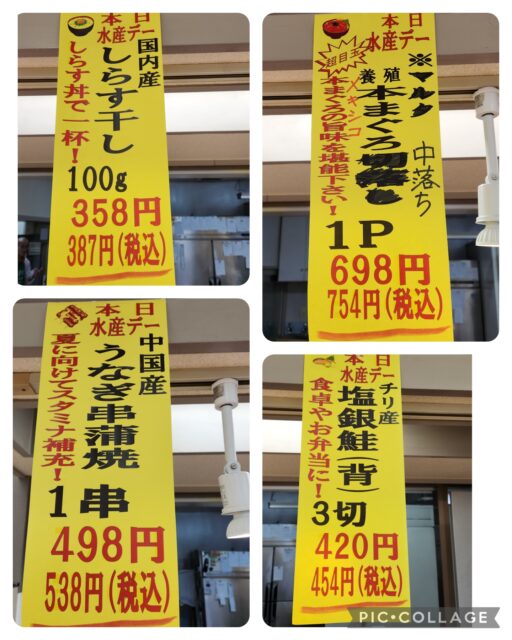 本日
水産デー
国内産
しらす干し
しらす丼で一杯！
100g
358円
387円(税込)
本日
水産デー
※マルタ
超目玉
養殖
メキシコ
本まぐろ
中落ち
本まぐろの旨味を堪能下さい！
1P
698円
754円(税込)
本日
水産デー
中国産
うなぎ串蒲焼
夏に向けてスタミナ補充！
1串
498円
538円(税込)
本日
水産デー
チリ産
塩銀鮭(背)
食卓やお弁当に！
3切
420円
454円(税込)
PIC•COLLAGE